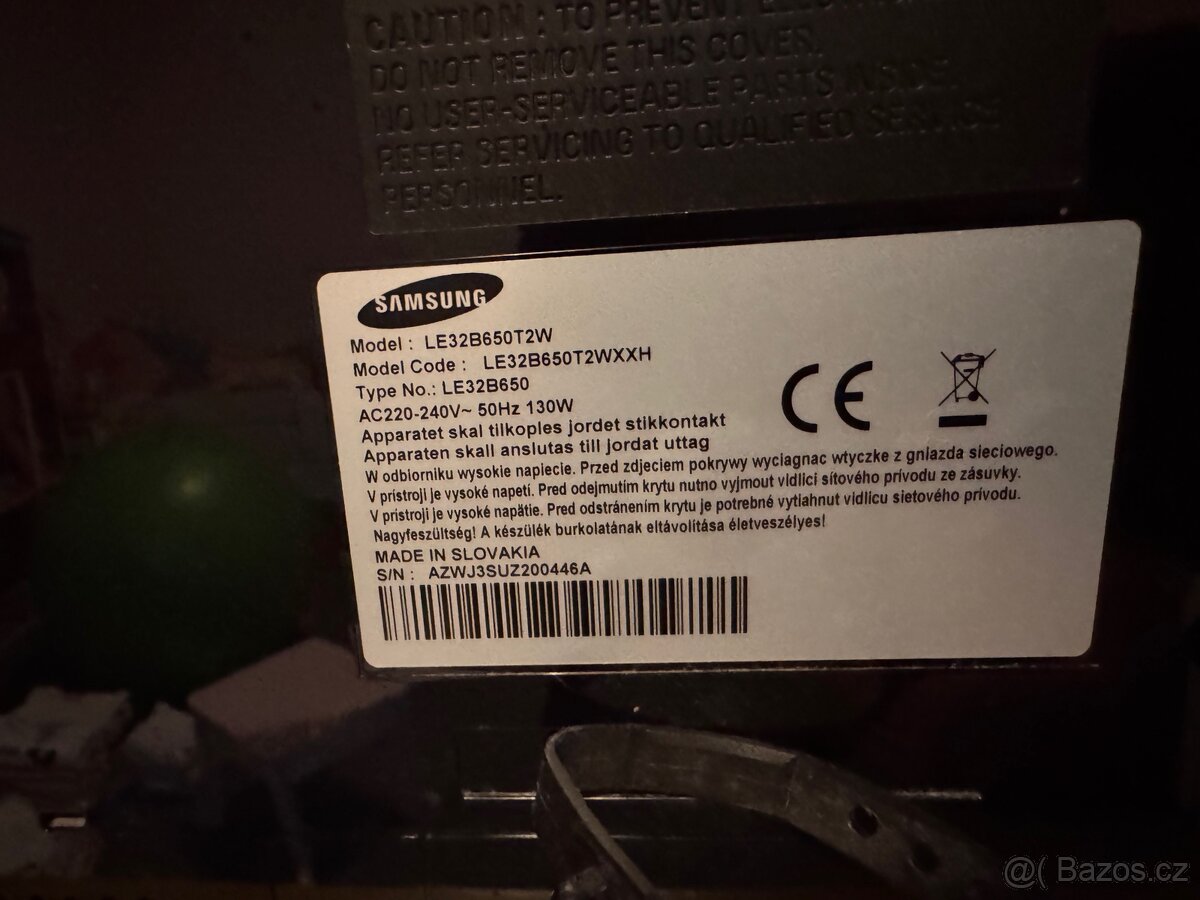 CAUTION : TO PREVENT ELECTRIC
DO NOT REMOVE THIS COVER.
NO USER-SERVICEABLE PARTS INSIDE.
REFER SERVICING TO QUALIFIED SERVICE
PERSONNEL.
SAMSUNG
Model : LE32B650T2W
Model Code : LE32B650T2WXXH
Type No.: LE32B650
AC220-240V~ 50Hz 130W
Apparatet skal tilkoples jordet stikkontakt
Apparaten skall anslutas till jordat uttag
W odbiorniku wysokie napiecie. Przed zdjeciem pokrywy wyciagnac wtyczke z gniazda sieciowego.
V prístroji je vysoké napetí. Pred odejmutím krytu nutno vyjmout vidlici sítového prívodu ze zásuvky.
V prístroji je vysoké napätie. Pred odstránením krytu je potrebné vytiahnut vidlicu sietového prívodu.
Nagyfeszültség! A készülék burkolatának eltávolítása életveszélyes!
MADE IN SLOVAKIA
S/N : AZWJ3SUZ200446A
CE
@( Bazos.cz